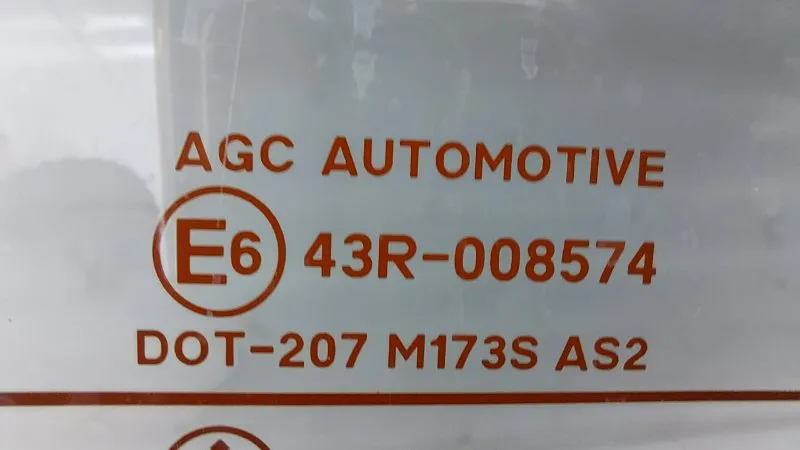 AGC AUTOMOTIVE
E6 43R-008574
DOT-207 M173S AS2